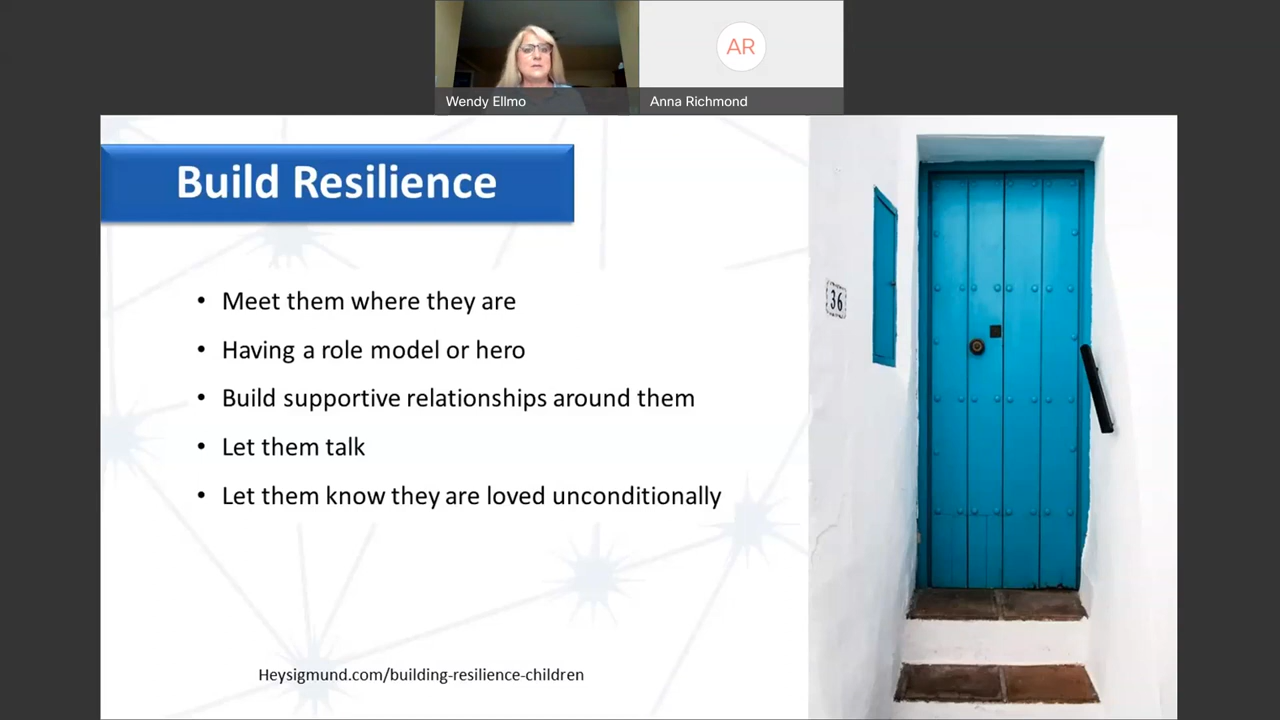 AR
Wendy Ellmo
Anna Richmond
Build Resilience
• Meet them where they are
• Having a role model or hero
• Build supportive relationships around them
• Let them talk
• Let them know they are loved unconditionally
36
Heysigmund.com/building-resilience-children